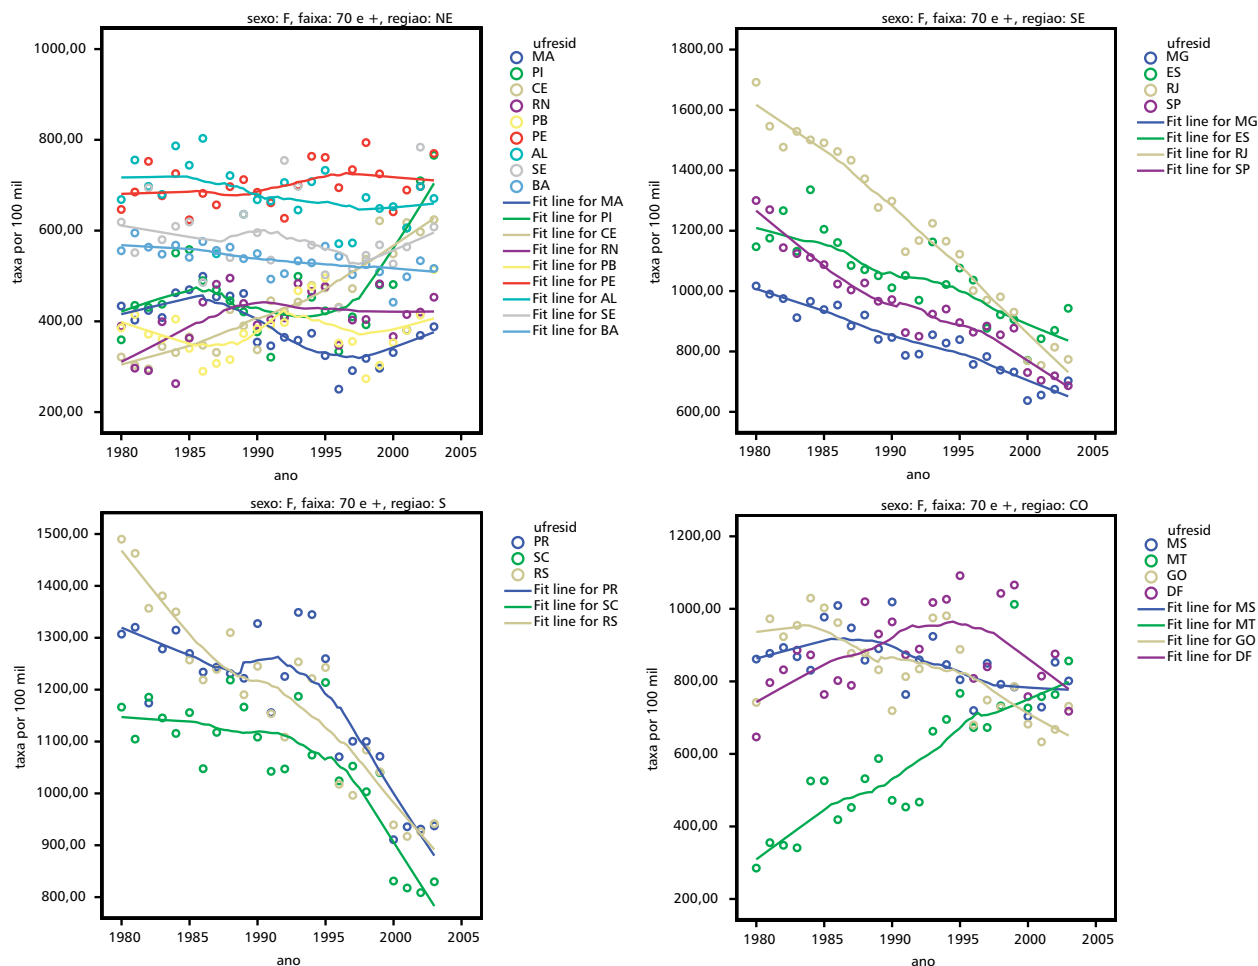 sexo: F, faixa: 70 e +, regiao: NE
1000,00
800,00
600,00
400,00
200,00
taxa por 100 mil
1980 1985 1990 1995 2000 2005
ano
ufresid
MA
PI
CE
RN
PB
PE
AL
SE
BA
Fit line for MA
Fit line for PI
Fit line for CE
Fit line for RN
Fit line for PB
Fit line for PE
Fit line for AL
Fit line for SE
Fit line for BA
sexo: F, faixa: 70 e +, regiao: SE
1800,00
1600,00
1400,00
1200,00
1000,00
800,00
600,00
taxa por 100 mil
1980 1985 1990 1995 2000 2005
ano
ufresid
MG
ES
RJ
SP
Fit line for MG
Fit line for ES
Fit line for RJ
Fit line for SP
sexo: F, faixa: 70 e +, regiao: S
1500,00
1400,00
1300,00
1200,00
1100,00
1000,00
900,00
800,00
taxa por 100 mil
1980 1985 1990 1995 2000 2005
ano
ufresid
PR
SC
RS
Fit line for PR
Fit line for SC
Fit line for RS
sexo: F, faixa: 70 e +, regiao: CO
1200,00
1000,00
800,00
600,00
400,00
200,00
taxa por 100 mil
1980 1985 1990 1995 2000 2005
ano
ufresid
MS
MT
GO
DF
Fit line for MS
Fit line for MT
Fit line for GO
Fit line for DF